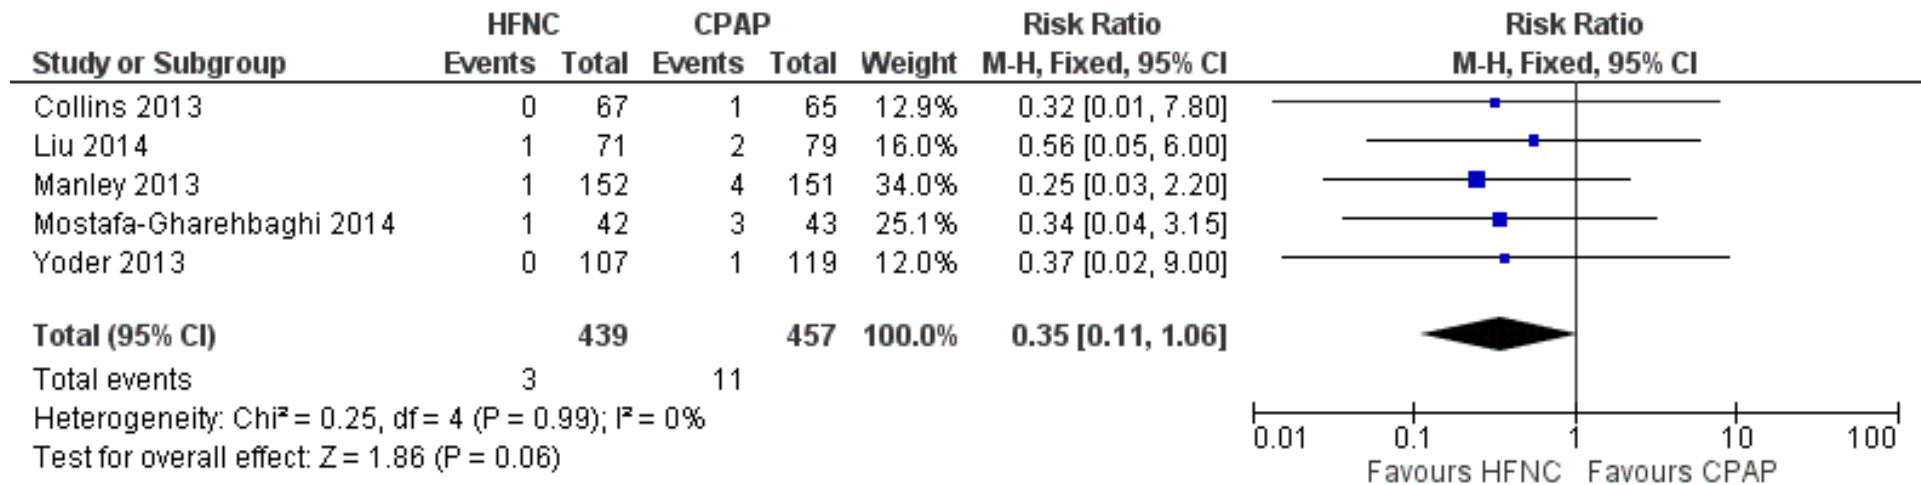 HFNC CPAP Risk Ratio Risk Ratio
Study or Subgroup Events Total Events Total Weight M-H, Fixed, 95% CI M-H, Fixed, 95% CI
Collins 2013 0 67 1 65 12.9% 0.32 [0.01, 7.80]
Liu 2014 1 71 2 79 16.0% 0.56 [0.05, 6.00]
Manley 2013 1 152 4 151 34.0% 0.25 [0.03, 2.20]
Mostafa-Gharehbaghi 2014 1 42 3 43 25.1% 0.34 [0.04, 3.15]
Yoder 2013 0 107 1 119 12.0% 0.37 [0.02, 9.00]
Total (95% CI) 439 457 100.0% 0.35 [0.11, 1.06]
Total events 3 11
Heterogeneity: Chi² = 0.25, df = 4 (P = 0.99); I² = 0%
Test for overall effect: Z = 1.86 (P = 0.06)
0.01 0.1 1 10 100
Favours HFNC Favours CPAP